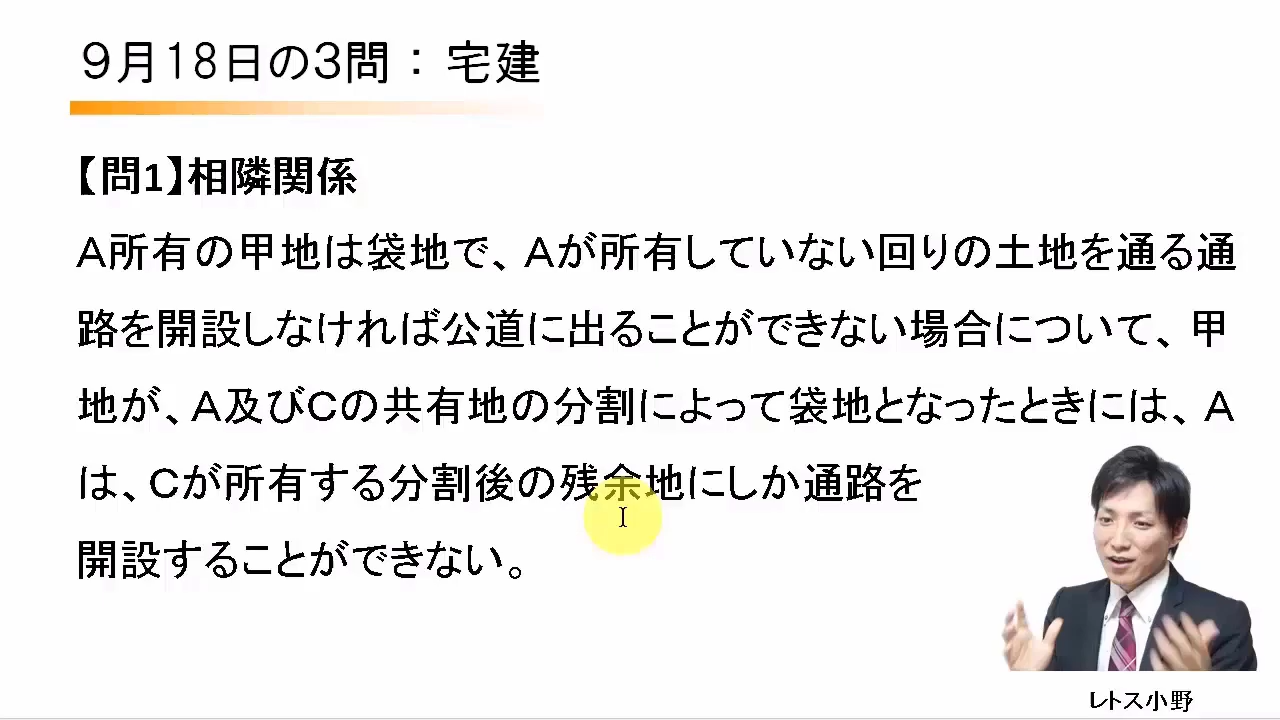 9月18日の3問：宅建
【問1】相隣関係
A所有の甲地は袋地で、Aが所有していない回りの土地を通る通
路を開設しなければ公道に出ることができない場合について、甲
地が、A及びCの共有地の分割によって袋地となったときには、A
は、Cが所有する分割後の残余地にしか通路を
開設することができない。
レトス小野